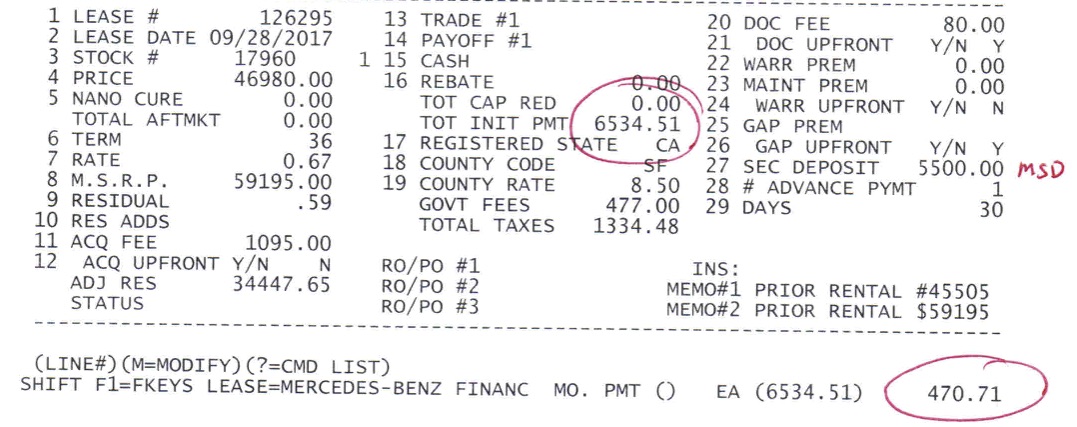 1 LEASE # 126295 13 TRADE #1 20 DOC FEE 80.00
2 LEASE DATE 09/28/2017 14 PAYOFF #1 21 DOC UPFRONT Y/N Y
3 STOCK # 17960 1 15 CASH 22 WARR PREM 0.00
4 PRICE 46980.00 16 REBATE 0.00 23 MAINT PREM 0.00
5 NANO CURE 0.00 TOT CAP RED 0.00 24 WARR UPFRONT Y/N N
TOTAL AFTMKT 0.00 TOT INIT PMT 6534.51 25 GAP PREM
6 TERM 36 17 REGISTERED STATE CA 26 GAP UPFRONT Y/N Y
7 RATE 0.67 18 COUNTY CODE SF 27 SEC DEPOSIT 5500.00 MSD
8 M.S.R.P. 59195.00 19 COUNTY RATE 8.50 28 # ADVANCE PYMT 1
9 RESIDUAL .59 GOVT FEES 477.00 29 DAYS 30
10 RES ADDS TOTAL TAXES 1334.48
11 ACQ FEE 1095.00
12 ACQ UPFRONT Y/N N RO/PO #1 INS:
ADJ RES 34447.65 RO/PO #2 MEMO#1 PRIOR RENTAL #45505
STATUS RO/PO #3 MEMO#2 PRIOR RENTAL $59195
(LINE#)(M=MODIFY)(?=CMD LIST)
SHIFT F1=FKEYS LEASE=MERCEDES-BENZ FINANC MO. PMT () EA (6534.51) 470.71